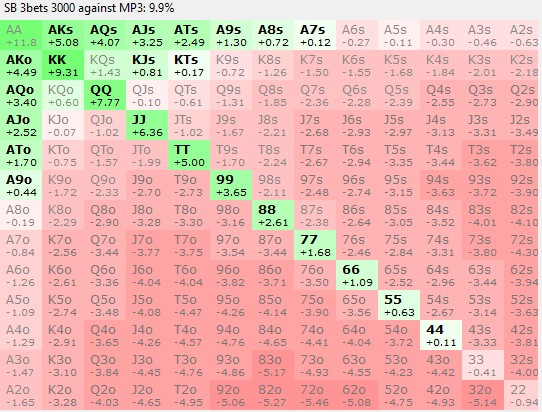 SB 3bets 3000 against MP3: 9.9%
AA AKs AQs AJs ATs A9s A8s A7s A6s A5s A4s A3s A2s
+11.8 +5.08 +4.07 +3.25 +2.49 +1.30 +0.72 +0.12 -0.27 -0.11 -0.30 -0.46 -0.63
AKo KK KQs KJs KTs K9s K8s K7s K6s K5s K4s K3s K2s
+4.49 +9.31 +1.43 +0.81 +0.17 -0.72 -1.26 -1.50 -1.55 -1.68 -1.84 -2.01 -2.18
AQo KQo QQ QJs QTs Q9s Q8s Q7s Q6s Q5s Q4s Q3s Q2s
+3.40 +0.60 +7.77 -0.10 -0.61 -1.31 -1.85 -2.36 -2.28 -2.39 -2.55 -2.73 -2.90
AJo KJo QJo JJ JTs J9s J8s J7s J6s J5s J4s J3s J2s
+2.52 -0.07 -1.02 +6.36 -1.02 -1.67 -2.21 -2.68 -2.93 -2.97 -3.13 -3.31 -3.49
ATo KTo QTo JTo TT T9s T8s T7s T6s T5s T4s T3s T2s
+1.70 -0.75 -1.57 -1.99 +5.00 -1.70 -2.24 -2.67 -2.94 -3.35 -3.44 -3.62 -3.80
A9o K9o Q9o J9o T9o 99 98s 97s 96s 95s 94s 93s 92s
+0.44 -1.72 -2.33 -2.70 -2.73 +3.65 -2.11 -2.48 -2.74 -3.15 -3.63 -3.72 -3.90
A8o K8o Q8o J8o T8o 98o 88 87s 86s 85s 84s 83s 82s
-0.19 -2.29 -2.90 -3.28 -3.30 -3.16 +2.61 -2.38 -2.64 -3.05 -3.52 -4.01 -4.10
A7o K7o Q7o J7o T7o 97o 87o 77 76s 75s 74s 73s 72s
-0.84 -2.56 -3.44 -3.77 -3.75 -3.54 -3.44 +1.68 -2.46 -2.84 -3.31 -3.80 -4.30
A6o K6o Q6o J6o T6o 96o 86o 76o 66 65s 64s 63s 62s
-1.26 -2.61 -3.36 -4.04 -4.04 -3.82 -3.71 -3.50 +1.09 -2.52 -2.96 -3.44 -3.94
A5o K5o Q5o J5o T5o 95o 85o 75o 65o 55 54s 53s 52s
-1.09 -2.74 -3.48 -4.08 -4.47 -4.26 -4.14 -3.90 -3.56 +0.63 -2.67 -3.14 -3.63
A4o K4o Q4o J4o T4o 94o 84o 74o 64o 54o 44 43s 42s
-1.29 -2.91 -3.65 -4.26 -4.57 -4.76 -4.65 -4.41 -4.04 -3.72 +0.11 -3.33 -3.81
A3o K3o Q3o J3o T3o 93o 83o 73o 63o 53o 43o 33 32s
-1.47 -3.10 -3.84 -4.45 -4.76 -4.86 -5.17 -4.93 -4.55 -4.23 -4.42 -0.41 -4.00
A2o K2o Q2o J2o T2o 92o 82o 72o 62o 52o 42o 32o 22
-1.65 -3.28 -4.03 -4.65 -4.95 -5.06 -5.27 -5.46 -5.08 -4.75 -4.93 -5.14 -0.94